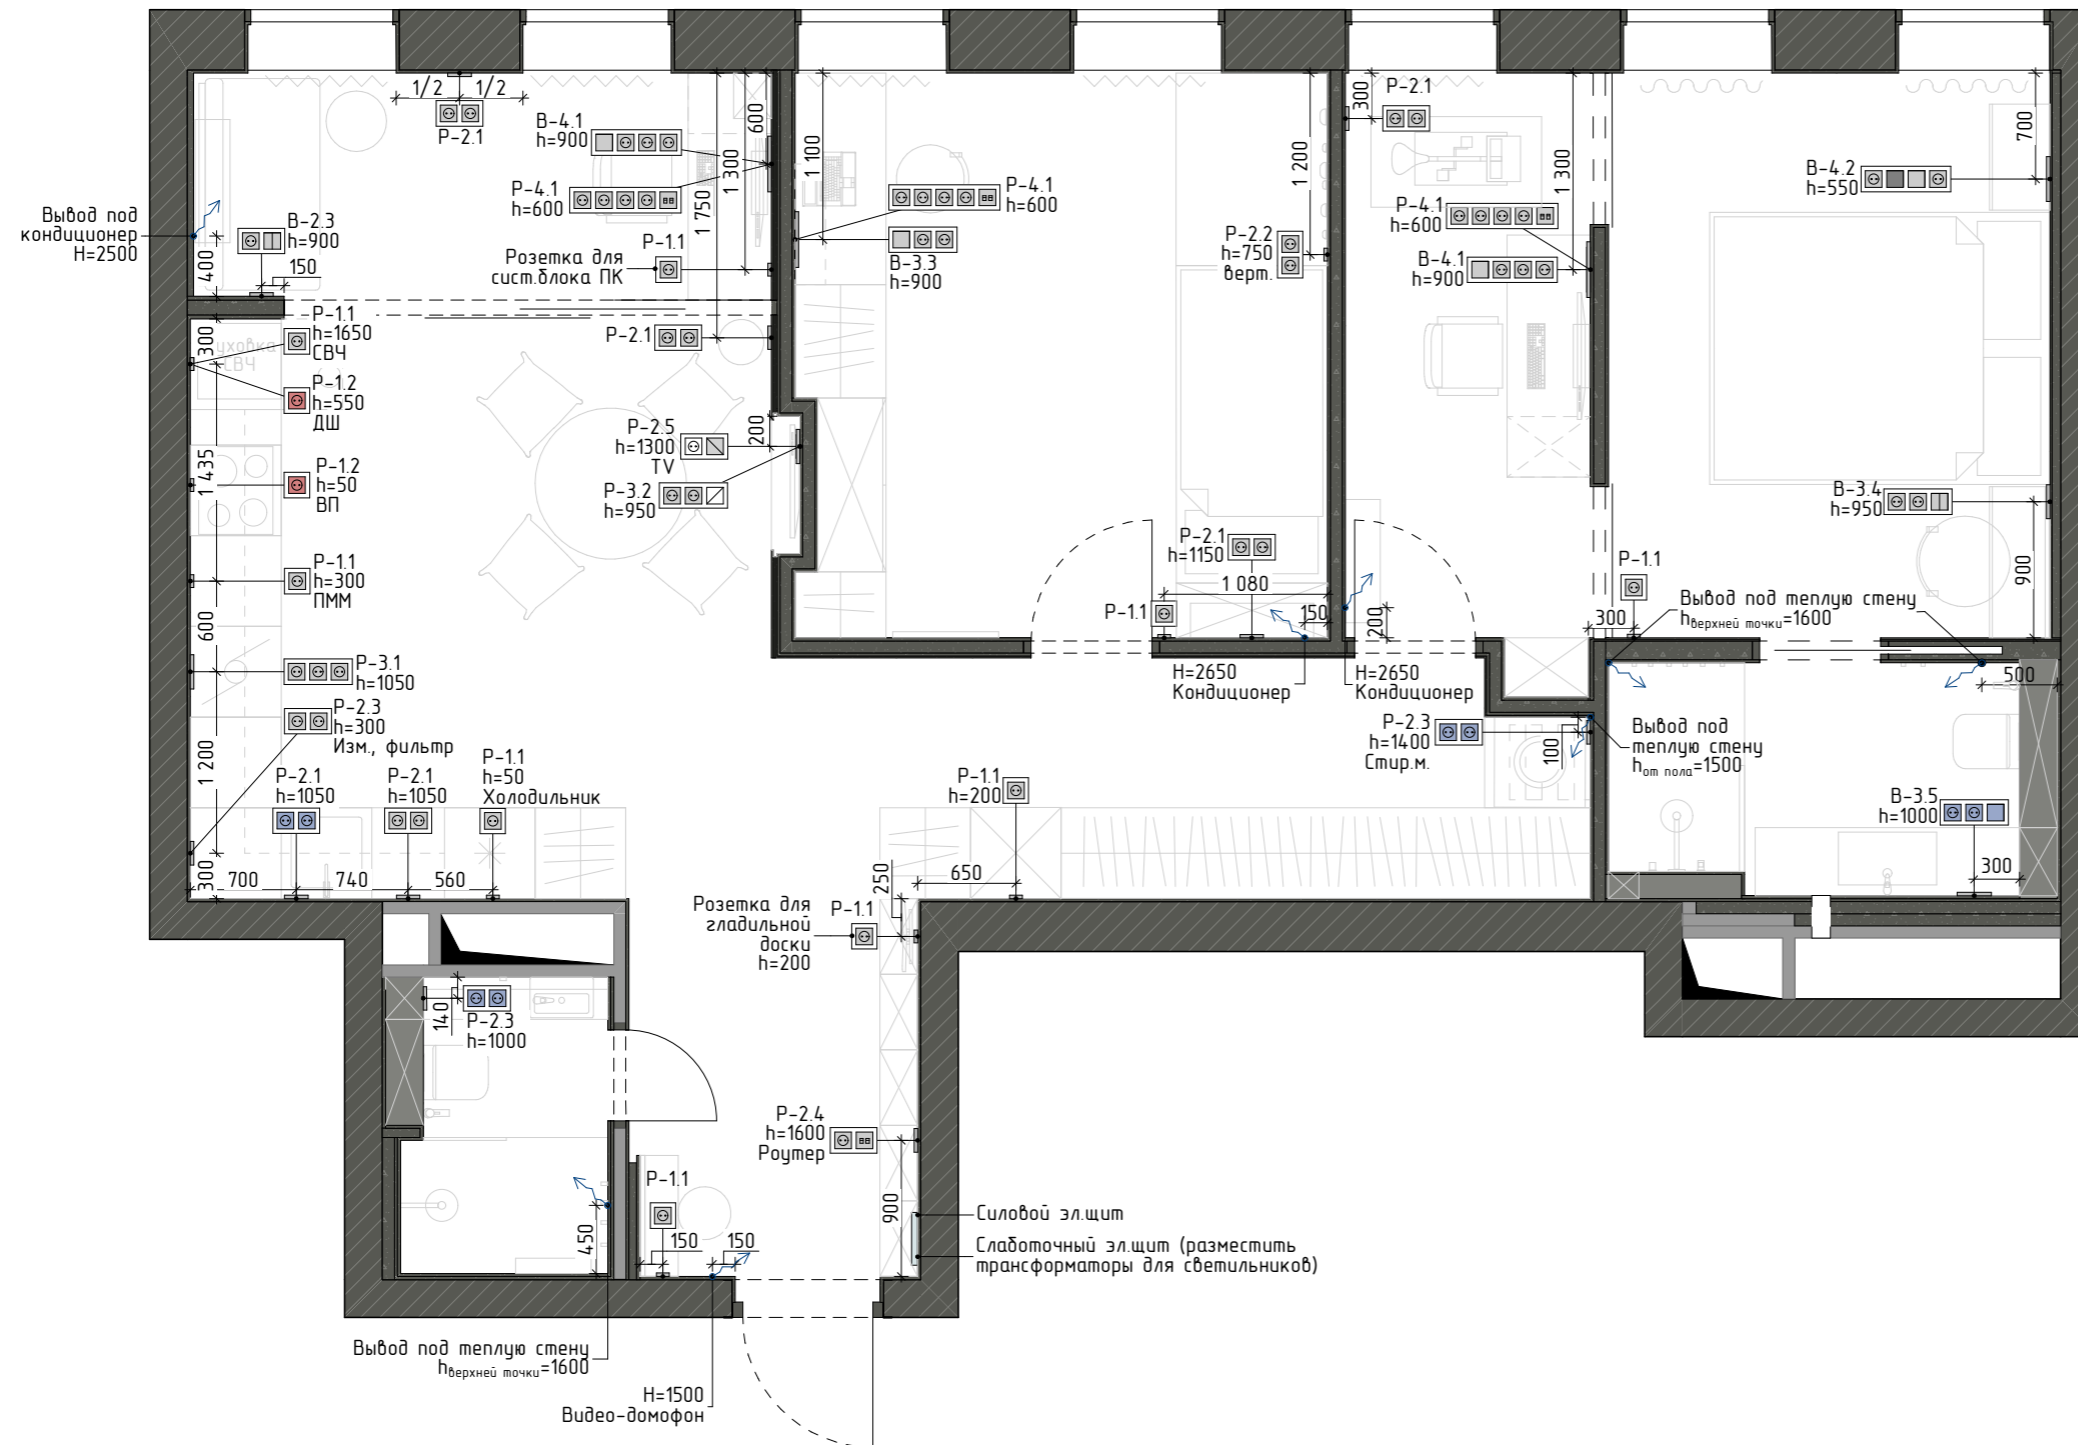 1/2
1/2
Р-2.1
В-4.1
h=900
Р-4.1
h=600
Розетка для
сист.блока ПК
Р-1.1
600
1 300
1 750
Вывод под
кондиционер
H=2500
В-2.3
h=900
400
150
1 100
Р-4.1
h=600
В-3.3
h=900
1 200
Р-2.2
h=750
верт.
300
Р-2.1
1 300
Р-4.1
h=600
В-4.1
h=900
700
В-4.2
h=550
300
уховка
СВЧ
Р-1.1
h=1650
СВЧ
Р-1.2
h=550
ДШ
1 435
Р-1.2
h=50
ВП
Р-2.1
Р-2.5
h=1300
TV
200
Р-3.2
h=950
В-3.4
h=950
900
Р-1.1
h=300
ПММ
600
Р-3.1
h=1050
Р-2.3
h=300
Изм., фильтр
1 200
300
Р-2.1
h=1050
Р-2.1
h=1050
Р-1.1
h=50
Холодильник
700
740
560
Р-2.1
h=1150
1 080
Р-1.1
150
H=2650
Кондиционер
200
H=2650
Кондиционер
Р-1.1
300
Вывод под теплую стену
hверхней точки=1600
500
Р-2.3
h=1400
Стир.м.
100
Вывод под
теплую стену
hот пола=1500
В-3.5
h=1000
300
Р-1.1
h=200
650
250
Розетка для
гладильной
доски
h=200
Р-1.1
140
Р-2.3
h=1000
Р-2.4
h=1600
Роутер
900
Р-1.1
150
150
450
Силовой эл.щит
Слаботочный эл.щит (разместить
трансформаторы для светильников)
Вывод под теплую стену
hверхней точки=1600
H=1500
Видео-домофон